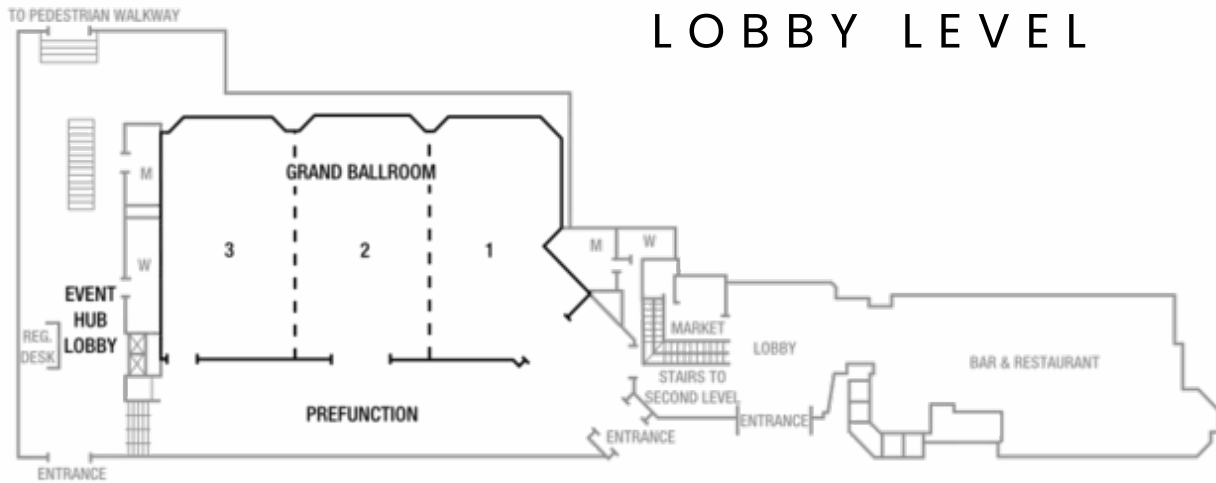 TO PEDESTRIAN WALKWAY
LOBBY LEVEL
M
GRAND BALLROOM
3
2
1
M
W
W
EVENT
HUB
LOBBY
REG.
DESK
MARKET
LOBBY
BAR & RESTAURANT
STAIRS TO
SECOND LEVEL
PREFUNCTION
ENTRANCE
ENTRANCE
ENTRANCE